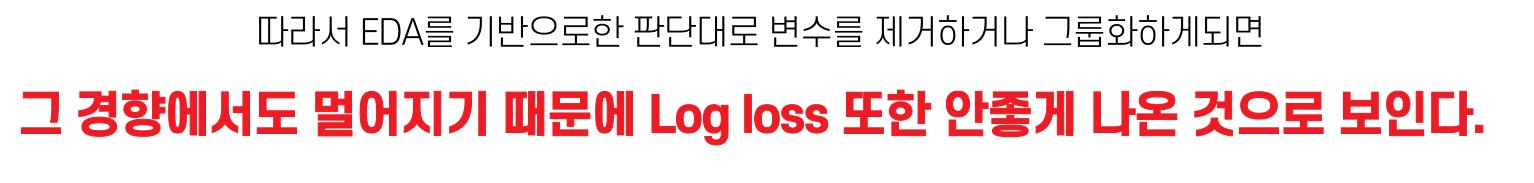 따라서 EDA를 기반으로한 판단대로 변수를 제거하거나 그룹화하게되면
그 경향에서도 멀어지기 때문에 Log loss 또한 안좋게 나온 것으로 보인다.